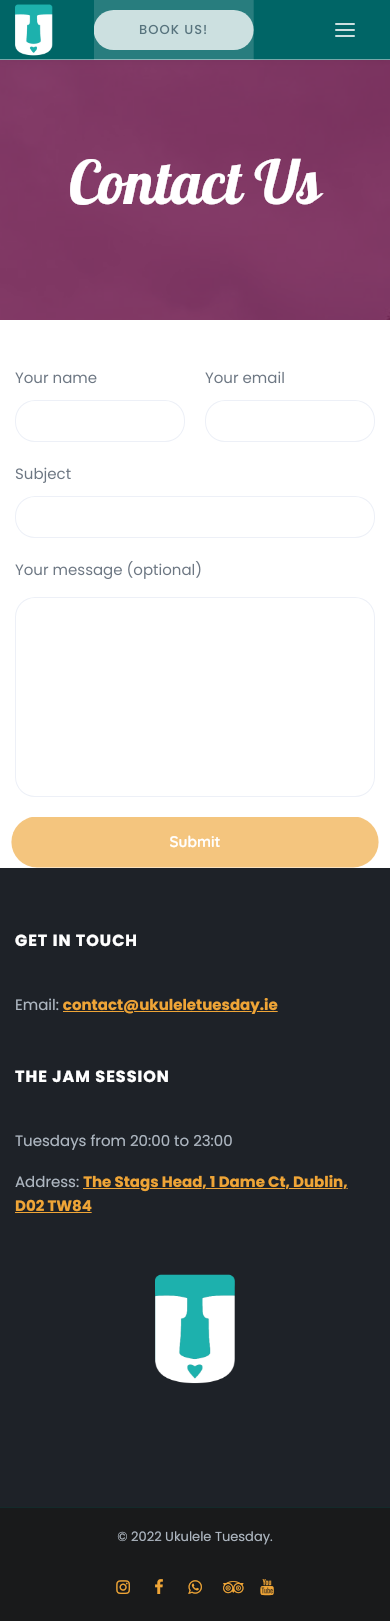 BOOK US!
Contact Us
Your name
Your email
Subject
Your message (optional)
Submit
GET IN TOUCH
Email: contact@ukuleletuesday.ie
THE JAM SESSION
Tuesdays from 20:00 to 23:00
Address: The Stags Head, 1 Dame Ct, Dublin,
D02 TW84
© 2022 Ukulele Tuesday.
You
Tube